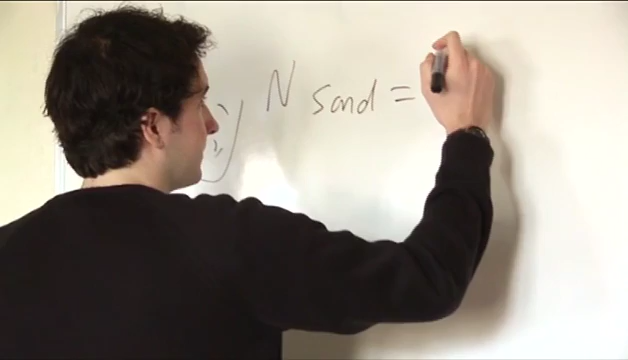 N sand =